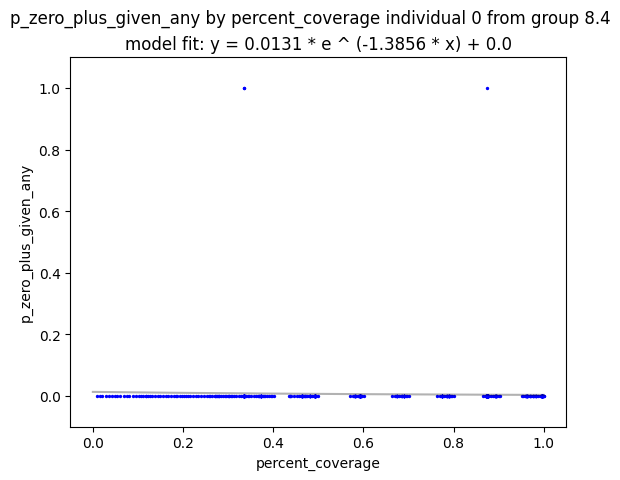 p_zero_plus_given_any by percent_coverage individual 0 from group 8.4
model fit: y = 0.0131 * e ^ (-1.3856 * x) + 0.0
1.0
0.8
0.6
0.4
0.2
0.0
p_zero_plus_given_any
0.0 0.2 0.4 0.6 0.8 1.0
percent_coverage